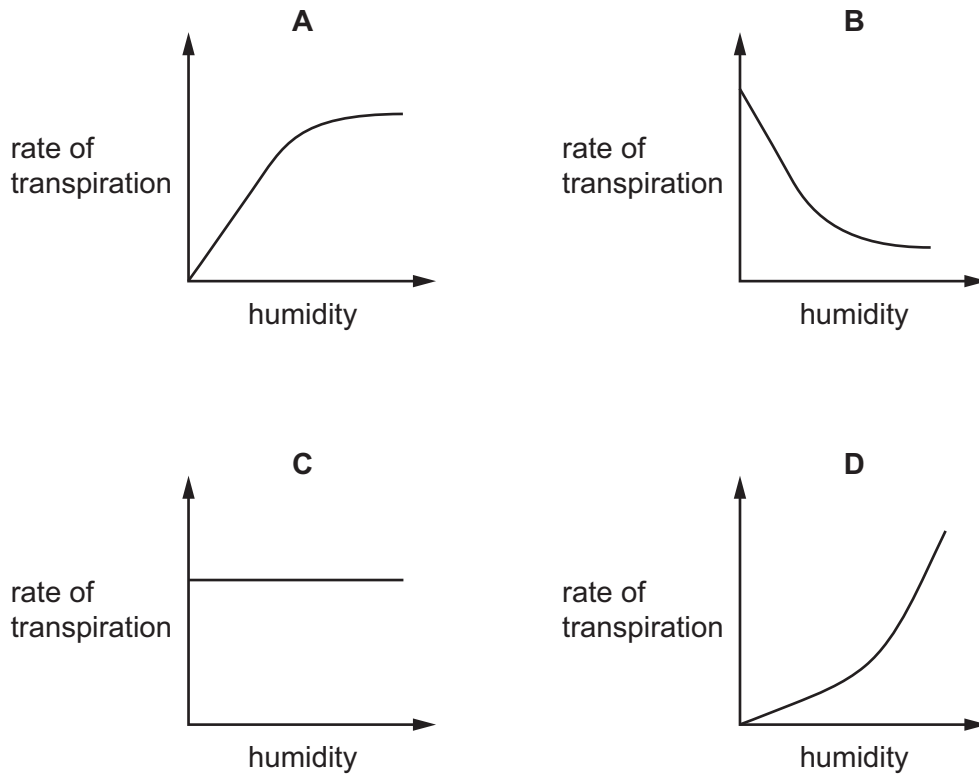 A
rate of
transpiration
humidity
B
rate of
transpiration
humidity
C
rate of
transpiration
humidity
D
rate of
transpiration
humidity